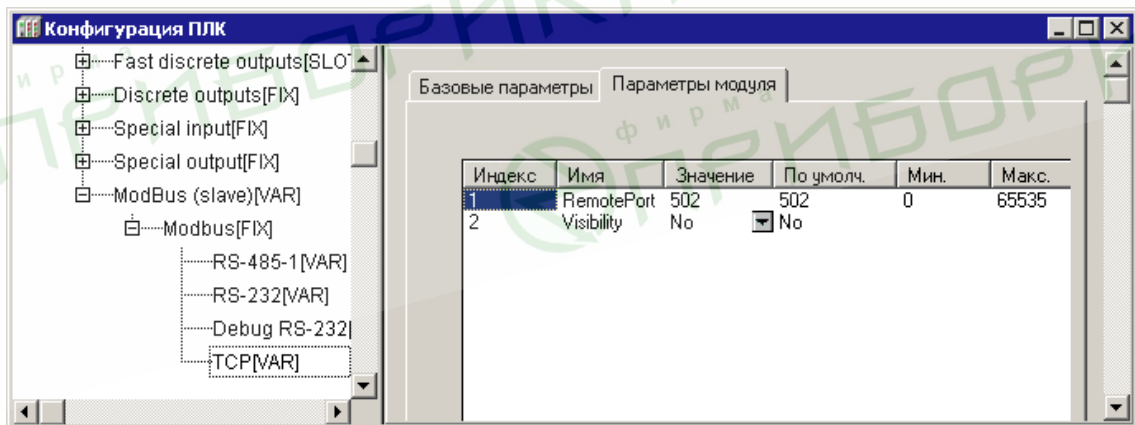 Конфигурация ПЛК
Fast discrete outputs[SLO
Discrete outputs[FIX]
Special input[FIX]
Special output[FIX]
ModBus (slave)[VAR]
Modbus[FIX]
RS-485-1[VAR]
RS-232[VAR]
Debug RS-232[
TCP[VAR]
Базовые параметры Параметры модуля
Индекс Имя Значение По умолч. Мин. Макс.
1 RemotePort 502 502 0 65535
2 Visibility No No
фирма
ПРИБОРК